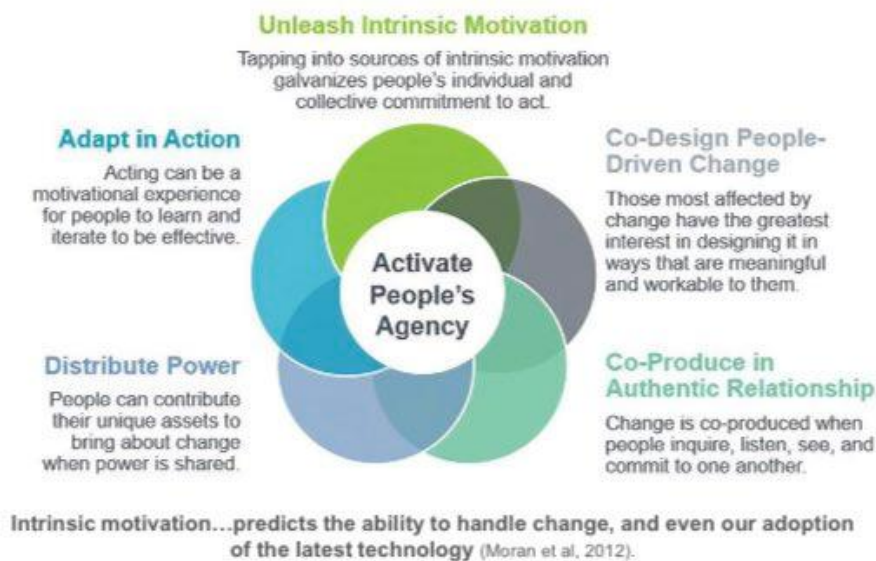 Unleash Intrinsic Motivation
Tapping into sources of intrinsic motivation
galvanizes people's individual and
collective commitment to act.
Adapt in Action
Acting can be a
motivational experience
for people to learn and
iterate to be effective.
Co-Design People-
Driven Change
Those most affected by
change have the greatest
interest in designing it in
ways that are meaningful
and workable to them.
Activate
People's
Agency
Distribute Power
People can contribute
their unique assets to
bring about change
when power is shared.
Co-Produce in
Authentic Relationship
Change is co-produced when
people inquire, listen, see, and
commit to one another.
Intrinsic motivation…predicts the ability to handle change, and even our adoption
of the latest technology (Moran et al, 2012).